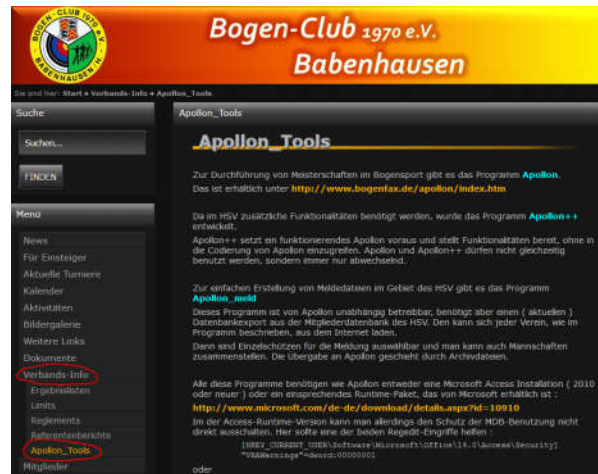 BOGEN-CLUB 1970 e.V.
BABENHAUSEN
Bogen-Club 1970 e.V.
Babenhausen
Sie sind hier: Start » Verbands-Info » Apollon_Tools
Suche
Suchen...
FINDEN
Menü
News
Für Einsteiger
Aktuelle Turniere
Kalender
Aktivitäten
Bildergalerie
Weitere Links
Dokumente
Verbands-Info
Ergebnislisten
Limits
Reglements
Referentenberichte
Apollon_Tools
Mitglieder
Apollon_Tools
Apollon_Tools
Zur Durchführung von Meisterschaften im Bogensport gibt es das Programm Apollon.
Das ist erhältlich unter http://www.bogenfax.de/apollon/index.htm
Da im HSV zusätzliche Funktionalitäten benötigt werden, wurde das Programm Apollon++
entwickelt.
Apollon++ setzt ein funktionierendes Apollon voraus und stellt Funktionalitäten bereit, ohne in
die Codierung von Apollon einzugreifen. Apollon und Apollon++ dürfen nicht gleichzeitig
benutzt werden, sondern immer nur abwechselnd.
Zur einfachen Erstellung von Meldedateien im Gebiet des HSV gibt es das Programm
Apollon_meld
Dieses Programm ist von Apollon unabhängig betreibbar, benötigt aber einen ( aktuellen )
Datenbankexport aus der Mitgliederdatenbank des HSV. Den kann sich jeder Verein, wie im
Programm beschrieben, aus dem Internet laden.
Dann sind Einzelschützen für die Meldung auswählbar und man kann auch Mannschaften
zusammenstellen. Die Übergabe an Apollon geschieht durch Archivdateien.
Alle diese Programme benötigen wie Apollon entweder eine Microsoft Access Installation ( 2010
oder neuer ) oder ein einsprechendes Runtime-Paket, das von Microsoft erhältlich ist :
http://www.microsoft.com/de-de/download/details.aspx?id=10910
Im der Access-Runtime-Version kann man allerdings den Schutz der MDB-Benutzung nicht
direkt ausschalten. Hier sollte eine der beiden Regedit-Eingriffe helfen :
[HKEY_CURRENT_USER\Software\Microsoft\Office\14.0\Access\Security]
"VBAWarnings"=dword:00000001
oder